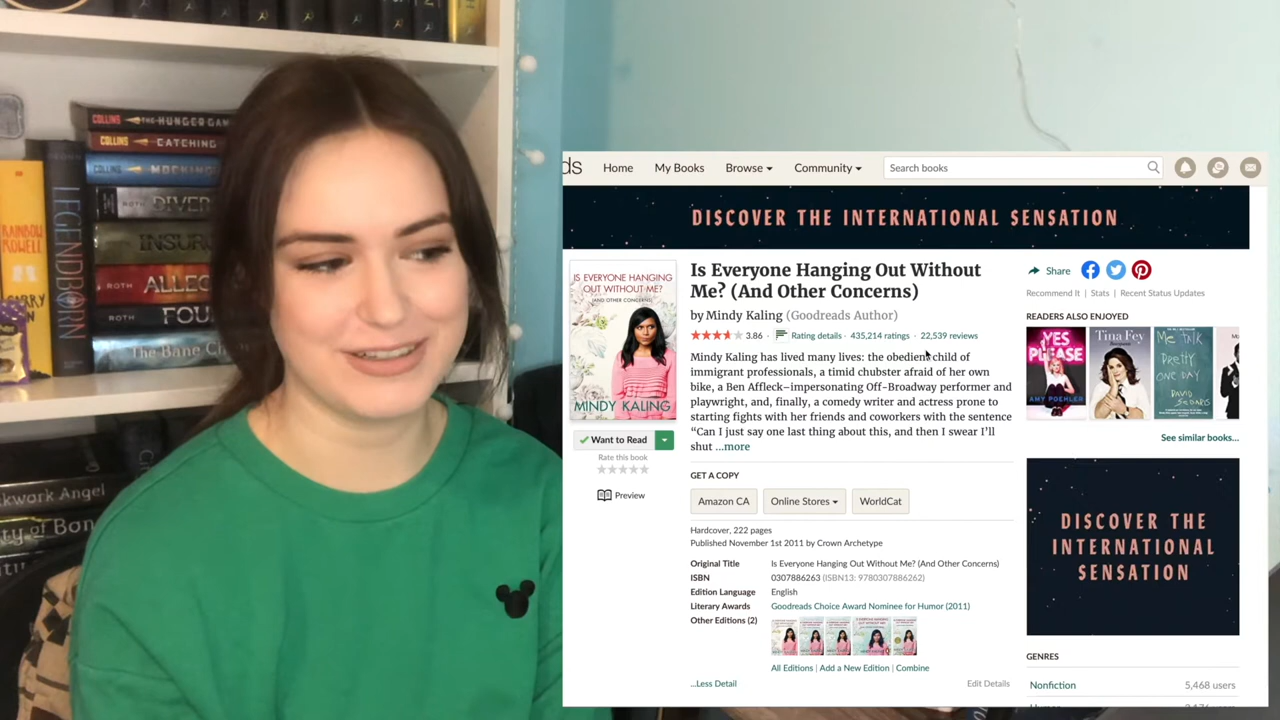 COLLINS THE HUNGER GAM
COLLINS CATCHING
COLLINS MOCKING
ROTH DIVER
INSUR
ROTH ALLEG
ROTH FOU
The Bane Ch
LEGENDBORN
RAINBOW
ROWELL
ARRY
kwork Angel
y of Bon
ds Home My Books Browse Community Search books
DISCOVER THE INTERNATIONAL SENSATION
IS EVERYONE HANGING
OUT WITHOUT ME?
(AND OTHER CONCERNS)
MINDY KALING
Want to Read
Rate this book
Preview
Is Everyone Hanging Out Without
Me? (And Other Concerns)
by Mindy Kaling (Goodreads Author)
3.86 · Rating details · 435,214 ratings · 22,539 reviews
Mindy Kaling has lived many lives: the obedient child of
immigrant professionals, a timid chubster afraid of her own
bike, a Ben Affleck–impersonating Off-Broadway performer and
playwright, and, finally, a comedy writer and actress prone to
starting fights with her friends and coworkers with the sentence
“Can I just say one last thing about this, and then I swear I’ll
shut ...more
GET A COPY
Amazon CA Online Stores WorldCat
Hardcover, 222 pages
Published November 1st 2011 by Crown Archetype
Original Title Is Everyone Hanging Out Without Me? (And Other Concerns)
ISBN 0307886263 (ISBN13: 9780307886262)
Edition Language English
Literary Awards Goodreads Choice Award Nominee for Humor (2011)
Other Editions (2)
All Editions | Add a New Edition | Combine
...Less Detail Edit Details
Share
Recommend It | Stats | Recent Status Updates
READERS ALSO ENJOYED
YES
PLEASE
AMY POEHLER
Tina Fey
ME TALK
PRETTY
ONE DAY
DAVID
SEDARIS
See similar books...
DISCOVER THE
INTERNATIONAL
SENSATION
GENRES
Nonfiction 5,468 users